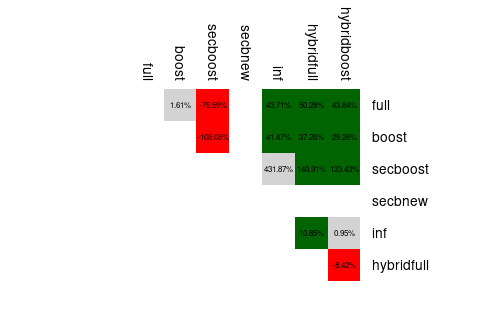 full boost secboost secbnew inf hybridfull hybridboost
1.61% -79.59% 43.71% 50.28% 43.84% full
-103.03% 41.47% 37.26% 29.26% boost
431.87% 140.91% 133.43% secboost
secbnew
10.85% 0.95% inf
-8.42% hybridfull